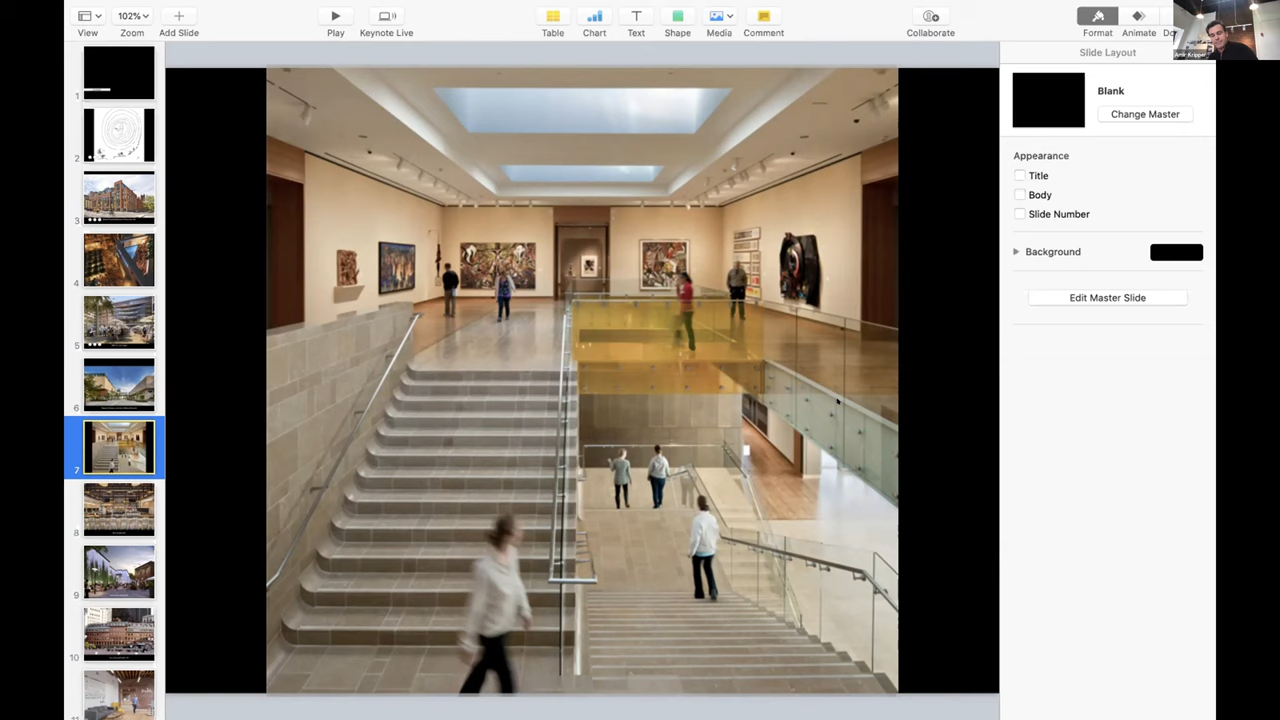 102%
View
Zoom
Add Slide
Play
Keynote Live
Table
Chart
Text
Shape
Media
Comment
Collaborate
Format
Animate
Slide Layout
Blank
Change Master
Appearance
Title
Body
Slide Number
Background
Edit Master Slide
1
2
3
4
5
6
7
8
9
10